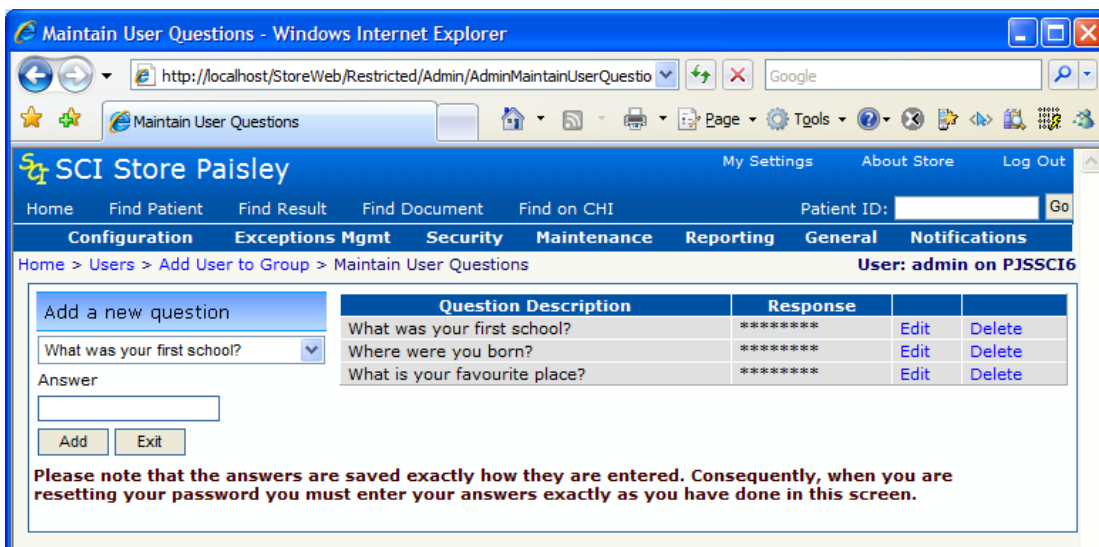 Maintain User Questions - Windows Internet Explorer
http://localhost/StoreWeb/Restricted/Admin/AdminMaintainUserQuestio
Google
Maintain User Questions
Page
Tools
SCI Store Paisley
My Settings About Store Log Out
Home Find Patient Find Result Find Document Find on CHI Patient ID: Go
Configuration Exceptions Mgmt Security Maintenance Reporting General Notifications
Home > Users > Add User to Group > Maintain User Questions User: admin on PJSSCI6
Add a new question
What was your first school?
Answer
Add Exit
Question Description Response
What was your first school? ******** Edit Delete
Where were you born? ******** Edit Delete
What is your favourite place? ******** Edit Delete
Please note that the answers are saved exactly how they are entered. Consequently, when you are
resetting your password you must enter your answers exactly as you have done in this screen.